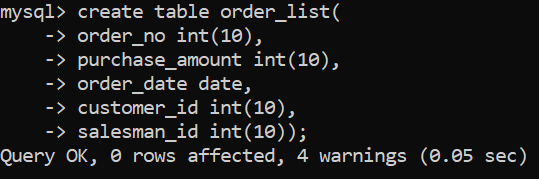 mysql> create table order_list(
    -> order_no int(10),
    -> purchase_amount int(10),
    -> order_date date,
    -> customer_id int(10),
    -> salesman_id int(10));
Query OK, 0 rows affected, 4 warnings (0.05 sec)